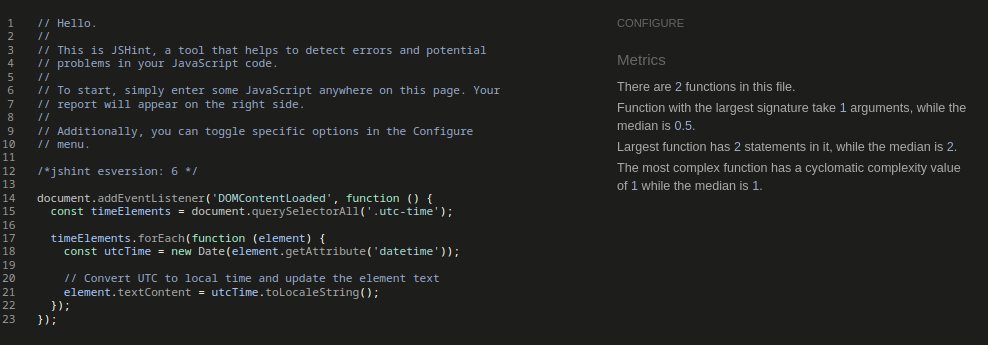 1 // Hello.
2 //
3 // This is JSHint, a tool that helps to detect errors and potential
4 // problems in your JavaScript code.
5 //
6 // To start, simply enter some JavaScript anywhere on this page. Your
7 // report will appear on the right side.
8 //
9 // Additionally, you can toggle specific options in the Configure
10 // menu.
11
12 /*jshint esversion: 6 */
13
14 document.addEventListener('DOMContentLoaded', function () {
15   const timeElements = document.querySelectorAll('.utc-time');
16
17   timeElements.forEach(function (element) {
18     const utcTime = new Date(element.getAttribute('datetime'));
19
20     // Convert UTC to local time and update the element text
21     element.textContent = utcTime.toLocaleString();
22   });
23 });
CONFIGURE
Metrics
There are 2 functions in this file.
Function with the largest signature take 1 arguments, while the
median is 0.5.
Largest function has 2 statements in it, while the median is 2.
The most complex function has a cyclomatic complexity value
of 1 while the median is 1.